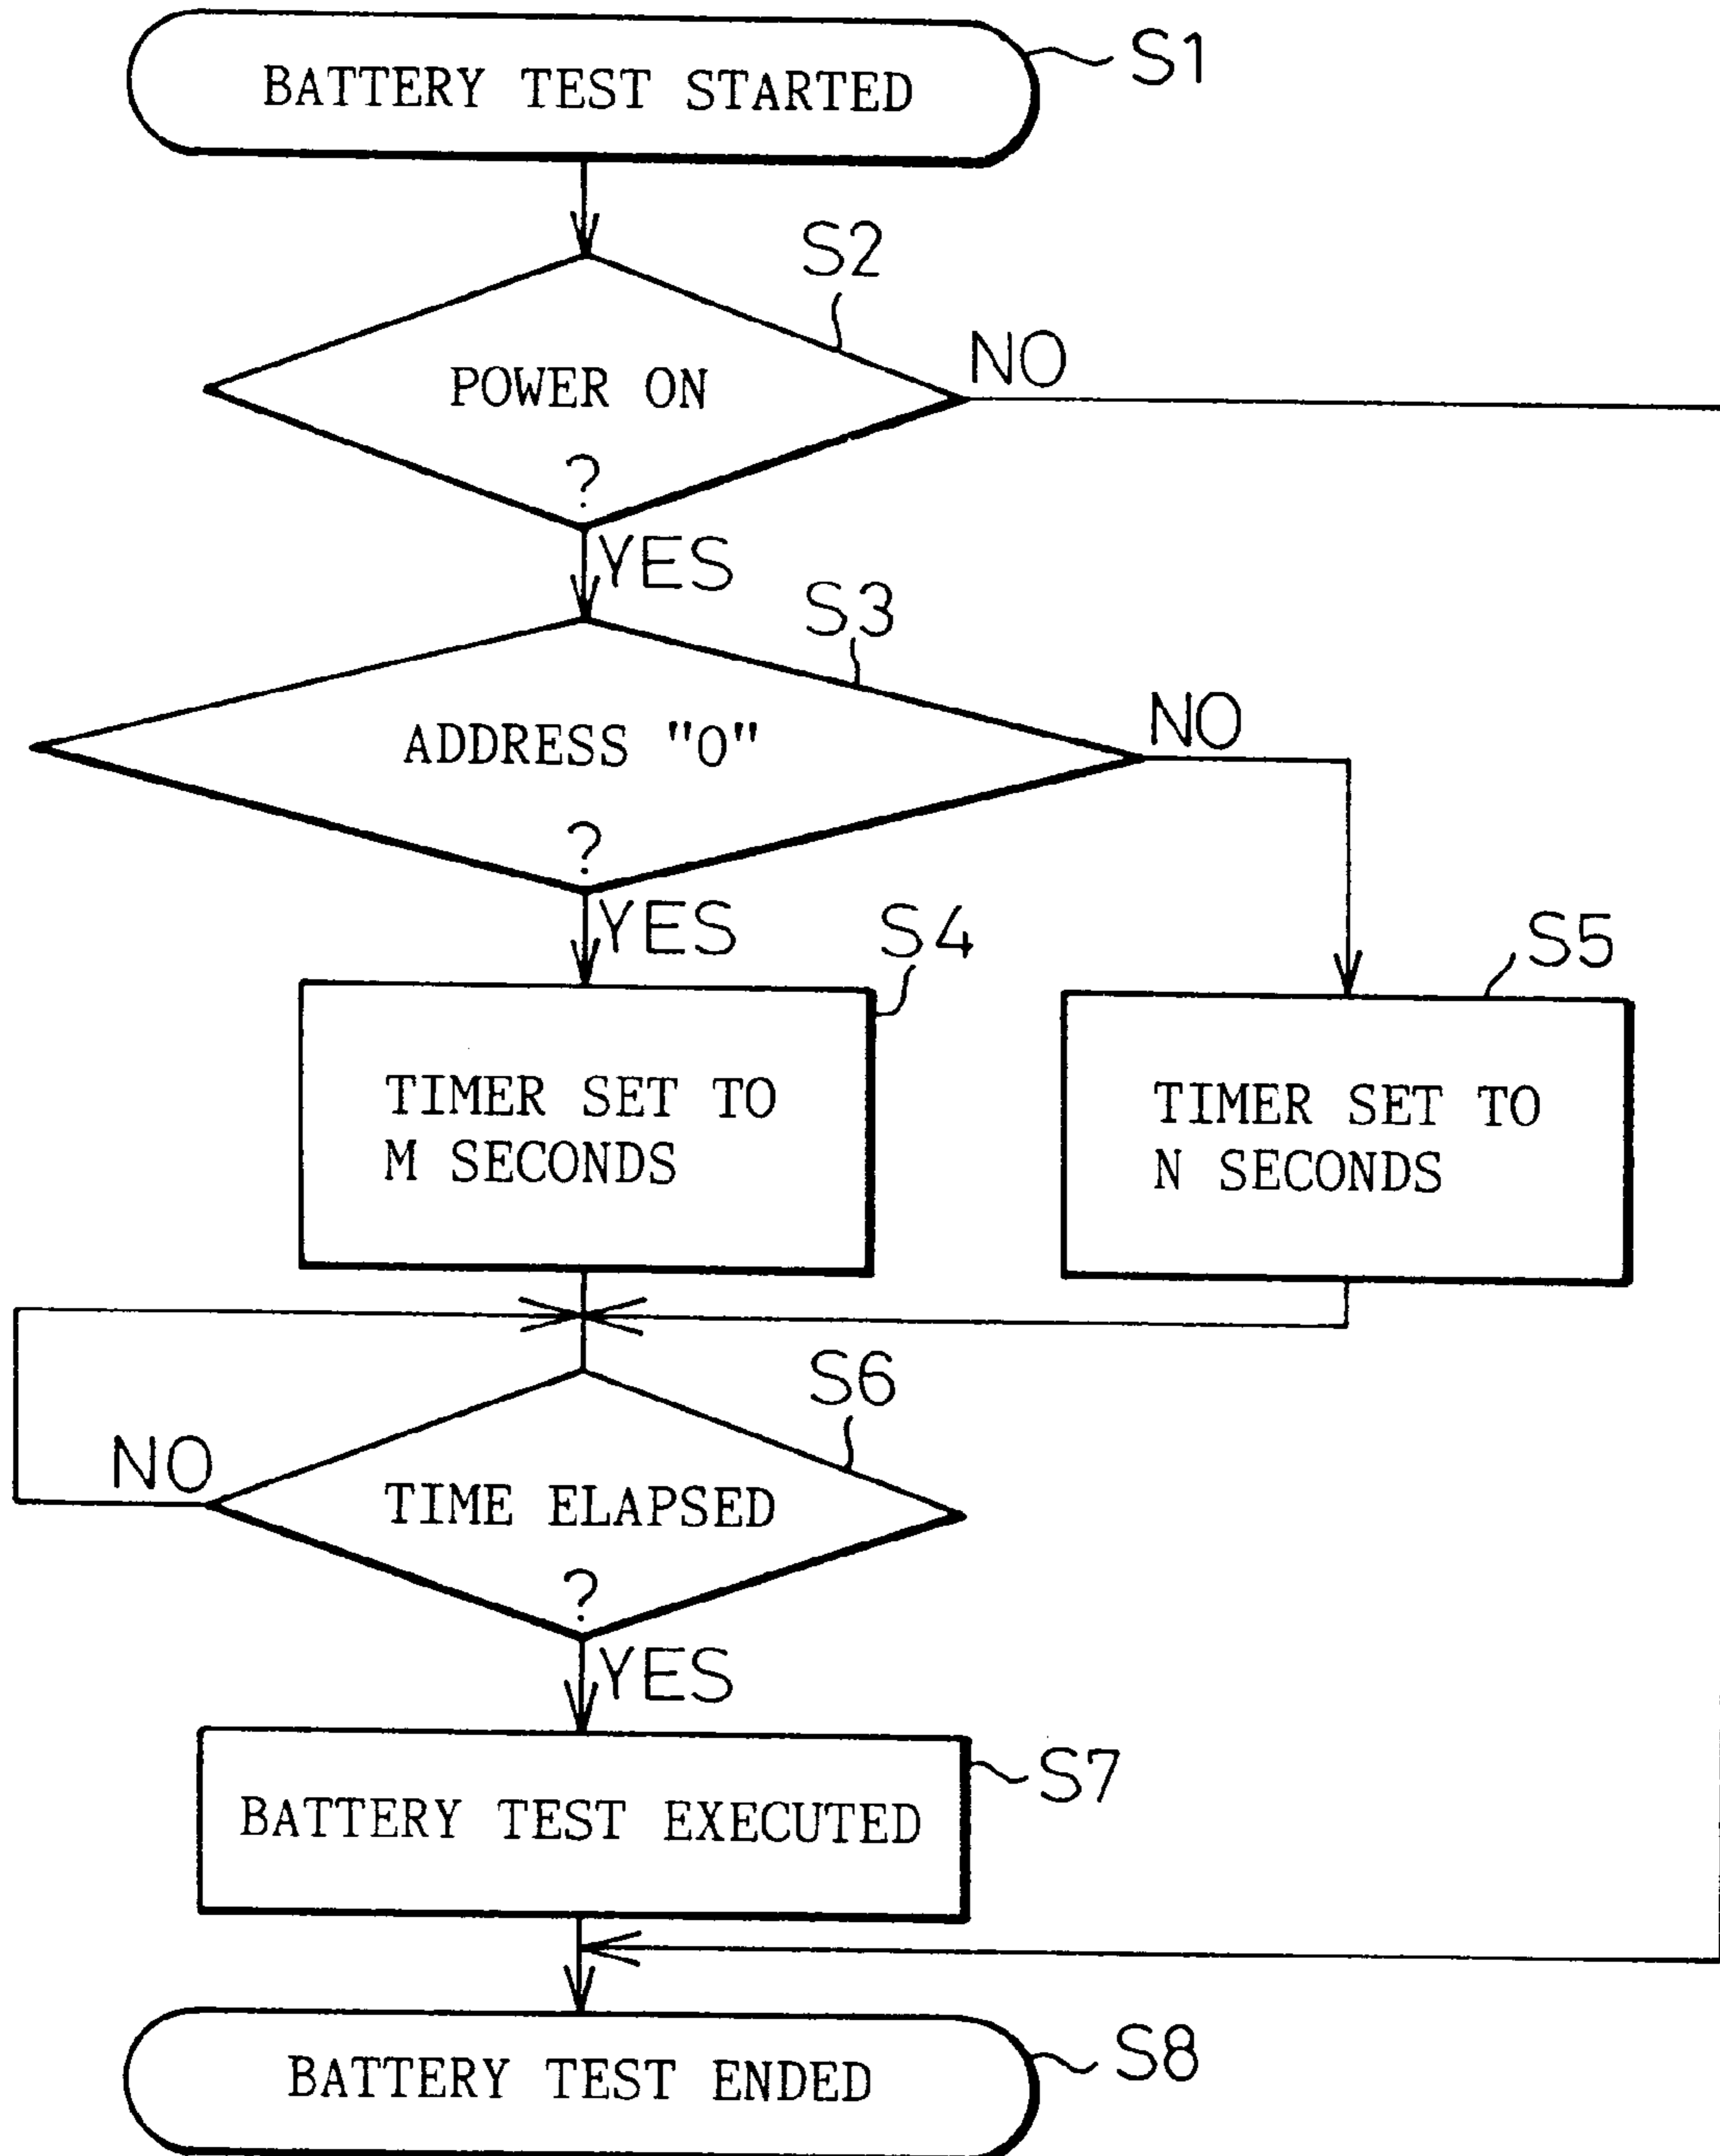 BATTERY TEST STARTED
S1
S2
POWER ON
?
NO
YES
S3
ADDRESS "0"
?
NO
YES
S4
S5
TIMER SET TO
M SECONDS
TIMER SET TO
N SECONDS
S6
NO
TIME ELAPSED
?
YES
BATTERY TEST EXECUTED
S7
BATTERY TEST ENDED
S8